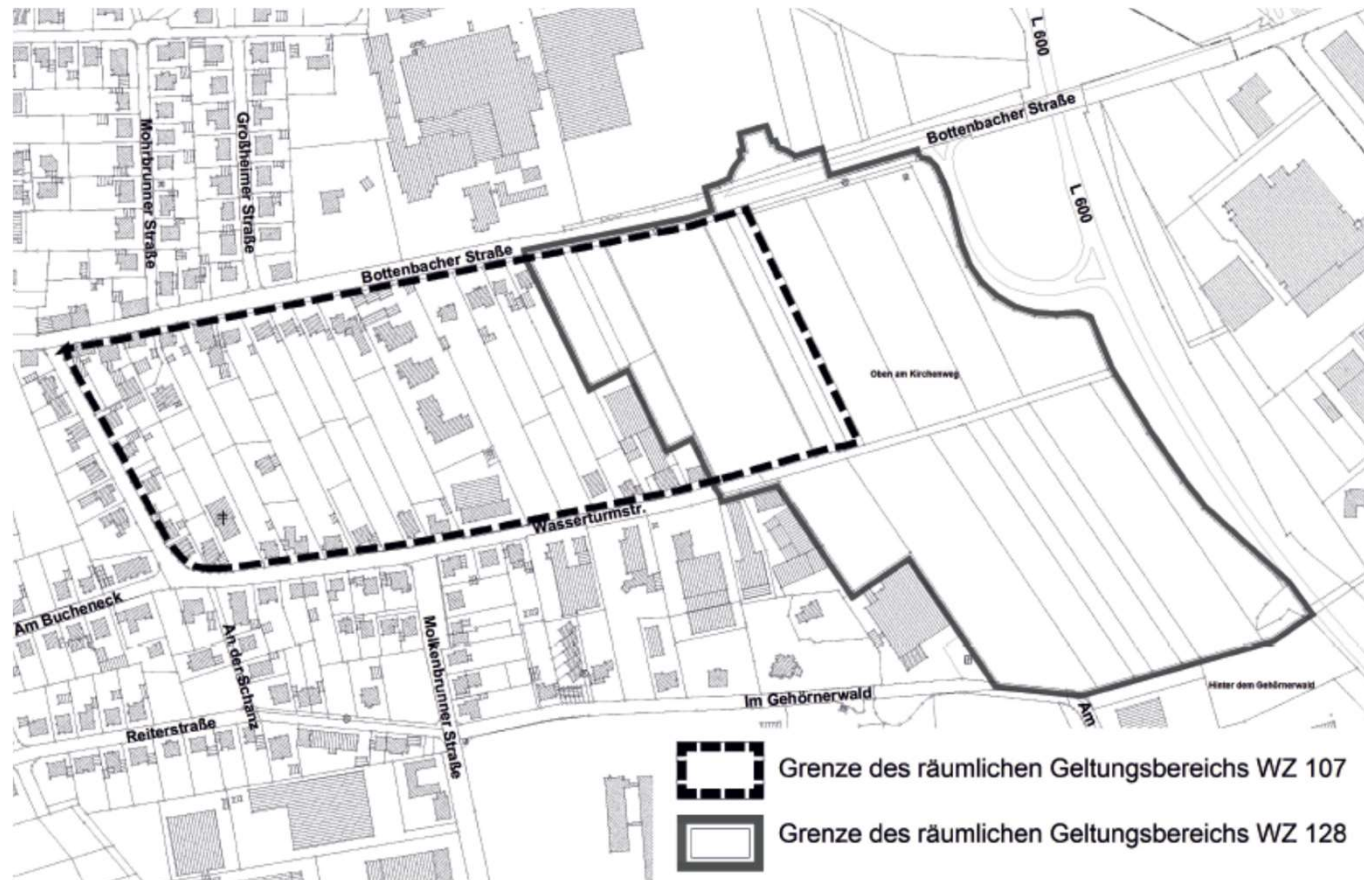 L 600
Bottenbacher Straße
Mohrbrunner Straße
Großheimer Straße
L 600
Bottenbacher Straße
Oben am Kirchenweg
Wasserturmstr.
Am Bucheneck
An der Schanz
Molkenbrunner Straße
Hinter dem Gehörnerwald
Im Gehörnerwald
Am
Reiterstraße
Grenze des räumlichen Geltungsbereichs WZ 107
Grenze des räumlichen Geltungsbereichs WZ 128